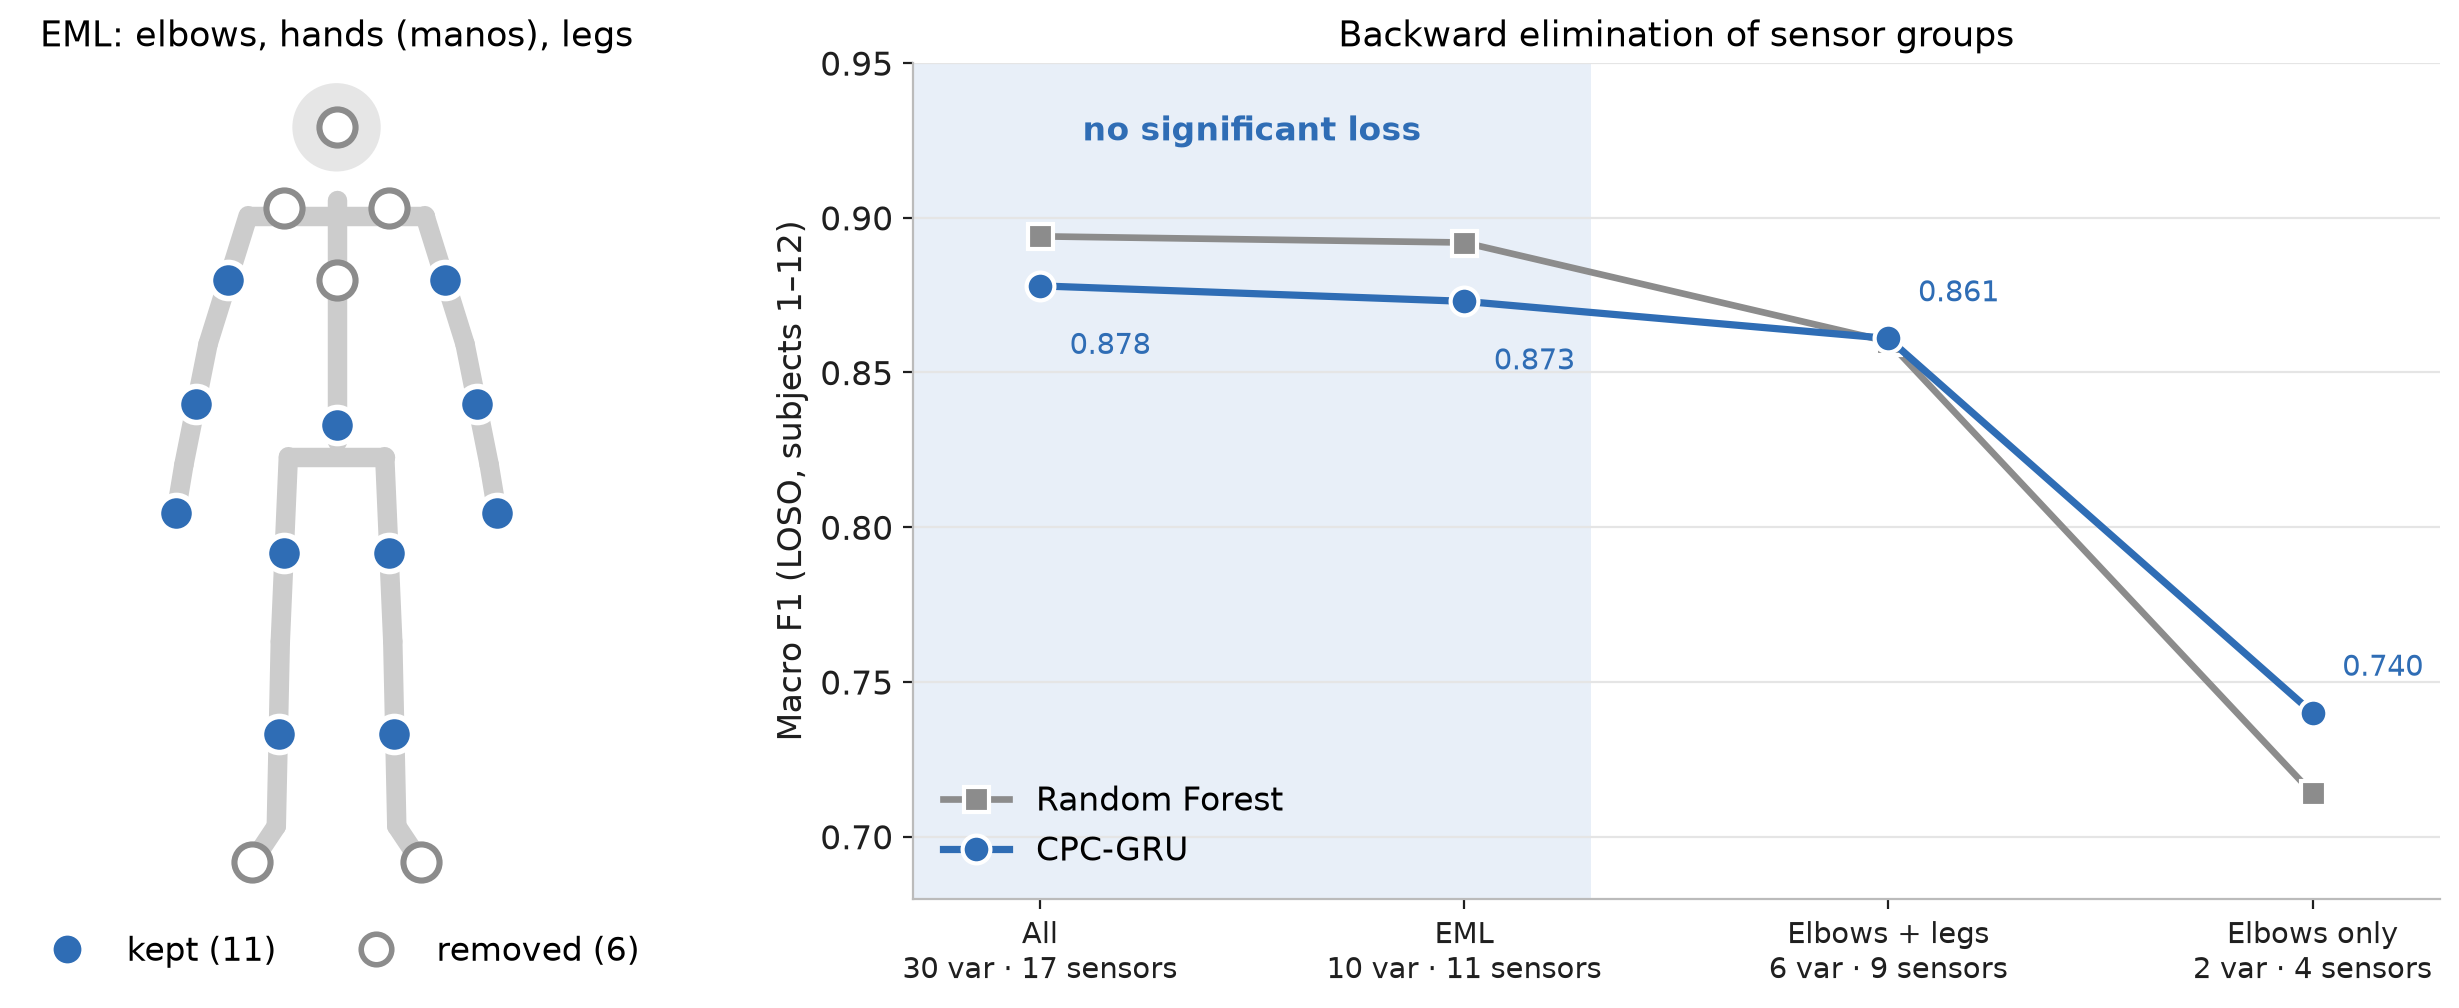 EML: elbows, hands (manos), legs
kept (11)
removed (6)
Backward elimination of sensor groups
Macro F1 (LOSO, subjects 1–12)
0.95
0.90
0.85
0.80
0.75
0.70
no significant loss
0.878
0.873
0.861
0.740
Random Forest
CPC-GRU
All
30 var · 17 sensors
EML
10 var · 11 sensors
Elbows + legs
6 var · 9 sensors
Elbows only
2 var · 4 sensors